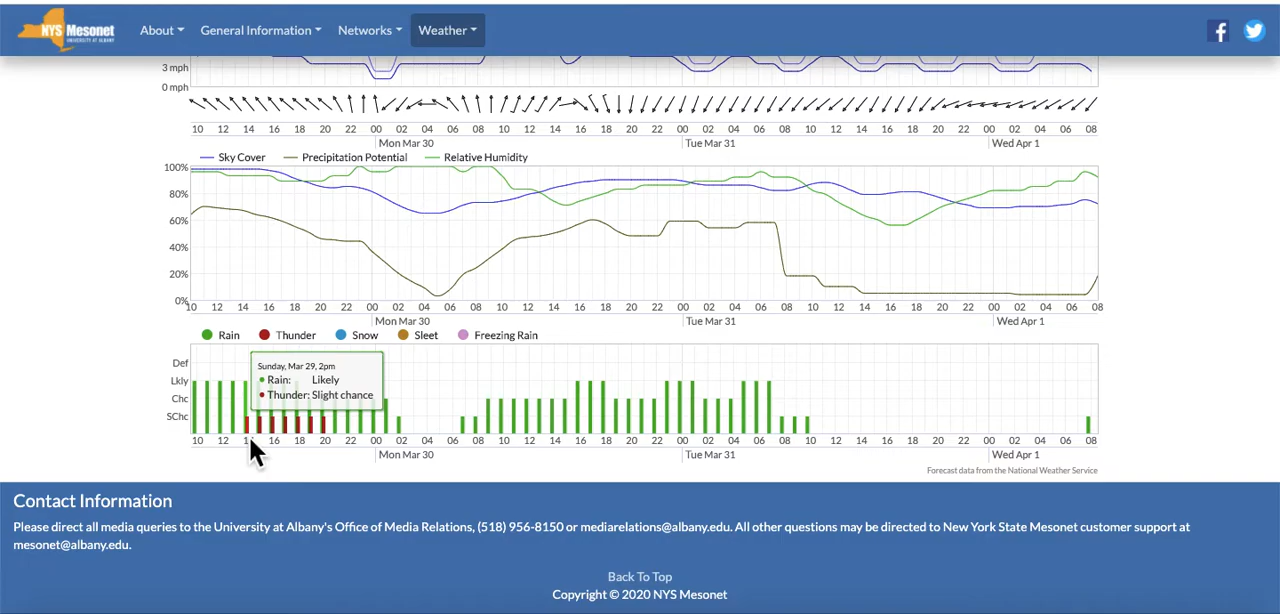 NYS Mesonet
UNIVERSITY AT ALBANY
About General Information Networks Weather
3 mph
0 mph
10 12 14 16 18 20 22 00 02 04 06 08 10 12 14 16 18 20 22 00 02 04 06 08 10 12 14 16 18 20 22 00 02 04 06 08
Mon Mar 30 Tue Mar 31 Wed Apr 1
Sky Cover Precipitation Potential Relative Humidity
100%
80%
60%
40%
20%
0%
10 12 14 16 18 20 22 00 02 04 06 08 10 12 14 16 18 20 22 00 02 04 06 08 10 12 14 16 18 20 22 00 02 04 06 08
Mon Mar 30 Tue Mar 31 Wed Apr 1
Rain Thunder Snow Sleet Freezing Rain
Def
Lkly
Chc
SChc
Sunday, Mar 29, 2pm
Rain: Likely
Thunder: Slight chance
10 12 14 16 18 20 22 00 02 04 06 08 10 12 14 16 18 20 22 00 02 04 06 08 10 12 14 16 18 20 22 00 02 04 06 08
Mon Mar 30 Tue Mar 31 Wed Apr 1
Forecast data from the National Weather Service
Contact Information
Please direct all media queries to the University at Albany's Office of Media Relations, (518) 956-8150 or mediarelations@albany.edu. All other questions may be directed to New York State Mesonet customer support at
mesonet@albany.edu.
Back To Top
Copyright © 2020 NYS Mesonet